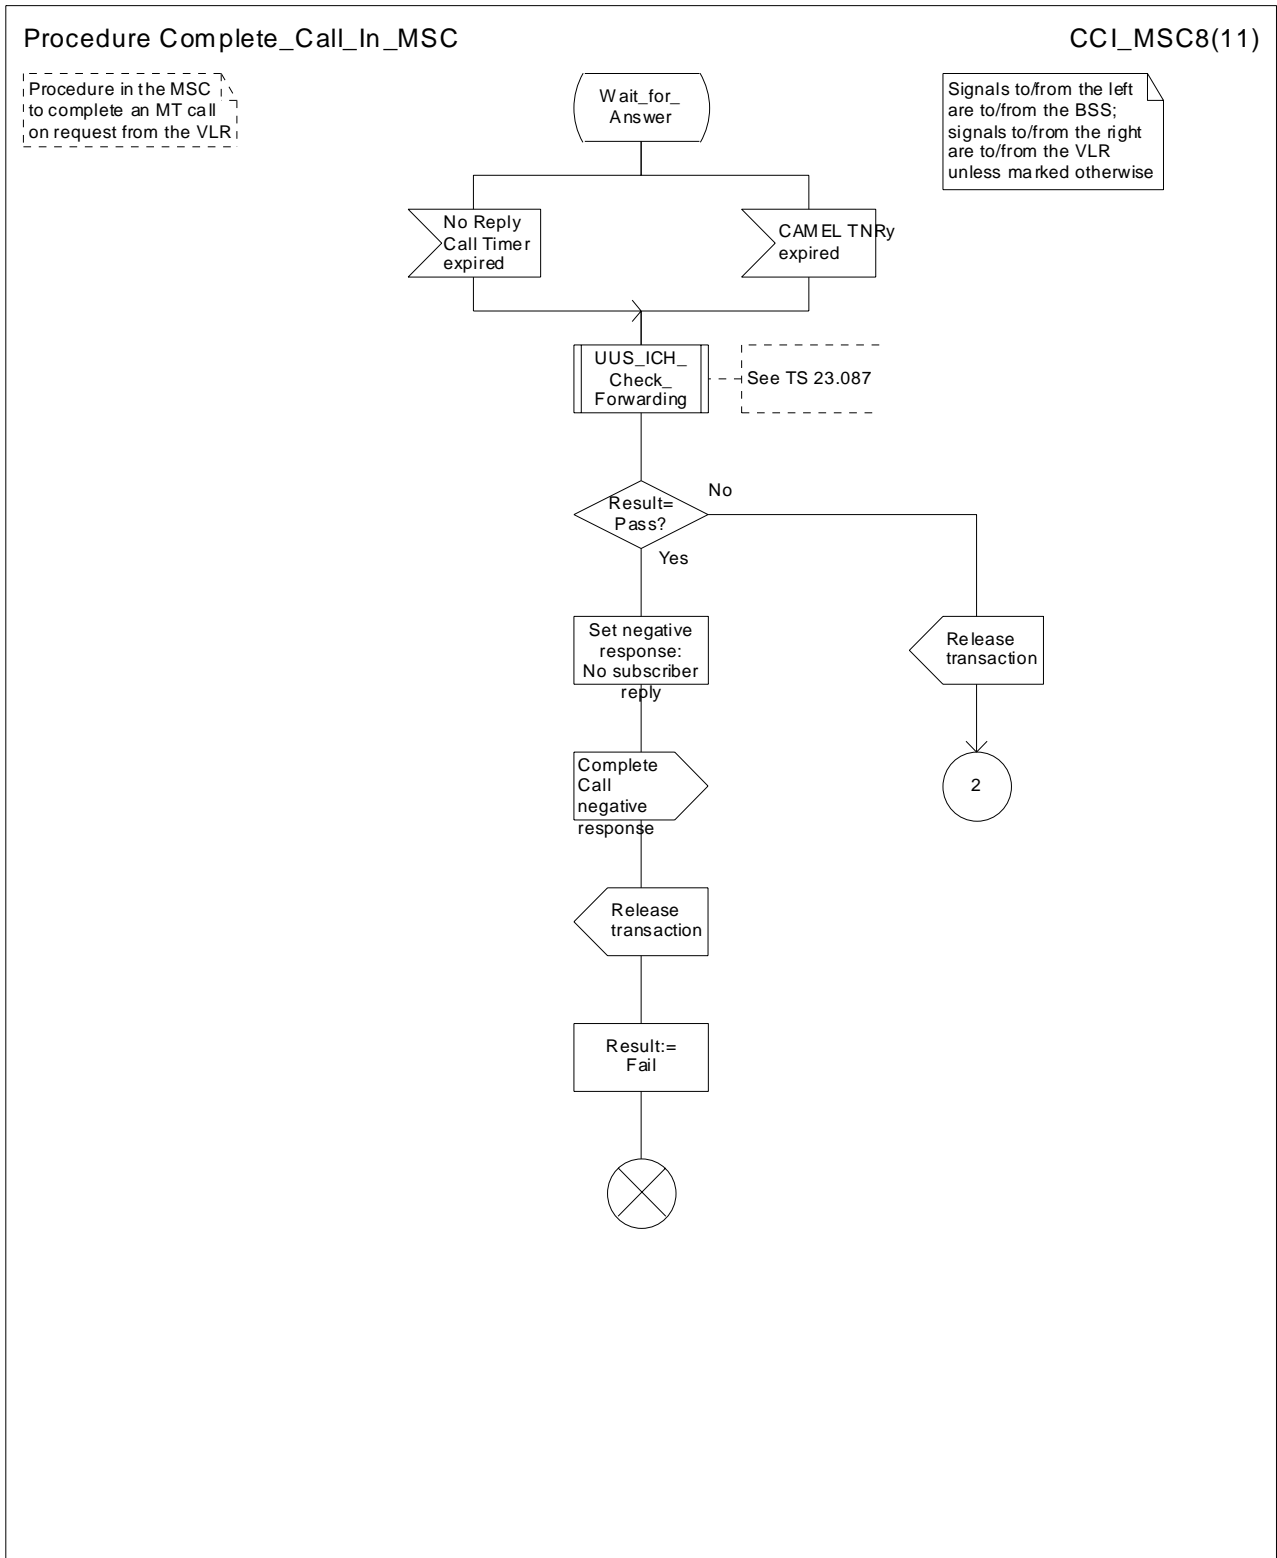 Procedure Complete_Call_In_MSC
CCI_MSC8(11)
Procedure in the MSC
to complete an MT call
on request from the VLR
Wait_for_
Answer
Signals to/from the left
are to/from the BSS;
signals to/from the right
are to/from the VLR
unless marked otherwise
No Reply
Call Timer
expired
CAMEL TNRy
expired
UUS_ICH_
Check_
Forwarding
See TS 23.087
Result=
Pass?
No
Yes
Set negative
response:
No subscriber
reply
Release
transaction
Complete
Call
negative
response
2
Release
transaction
Result:=
Fail